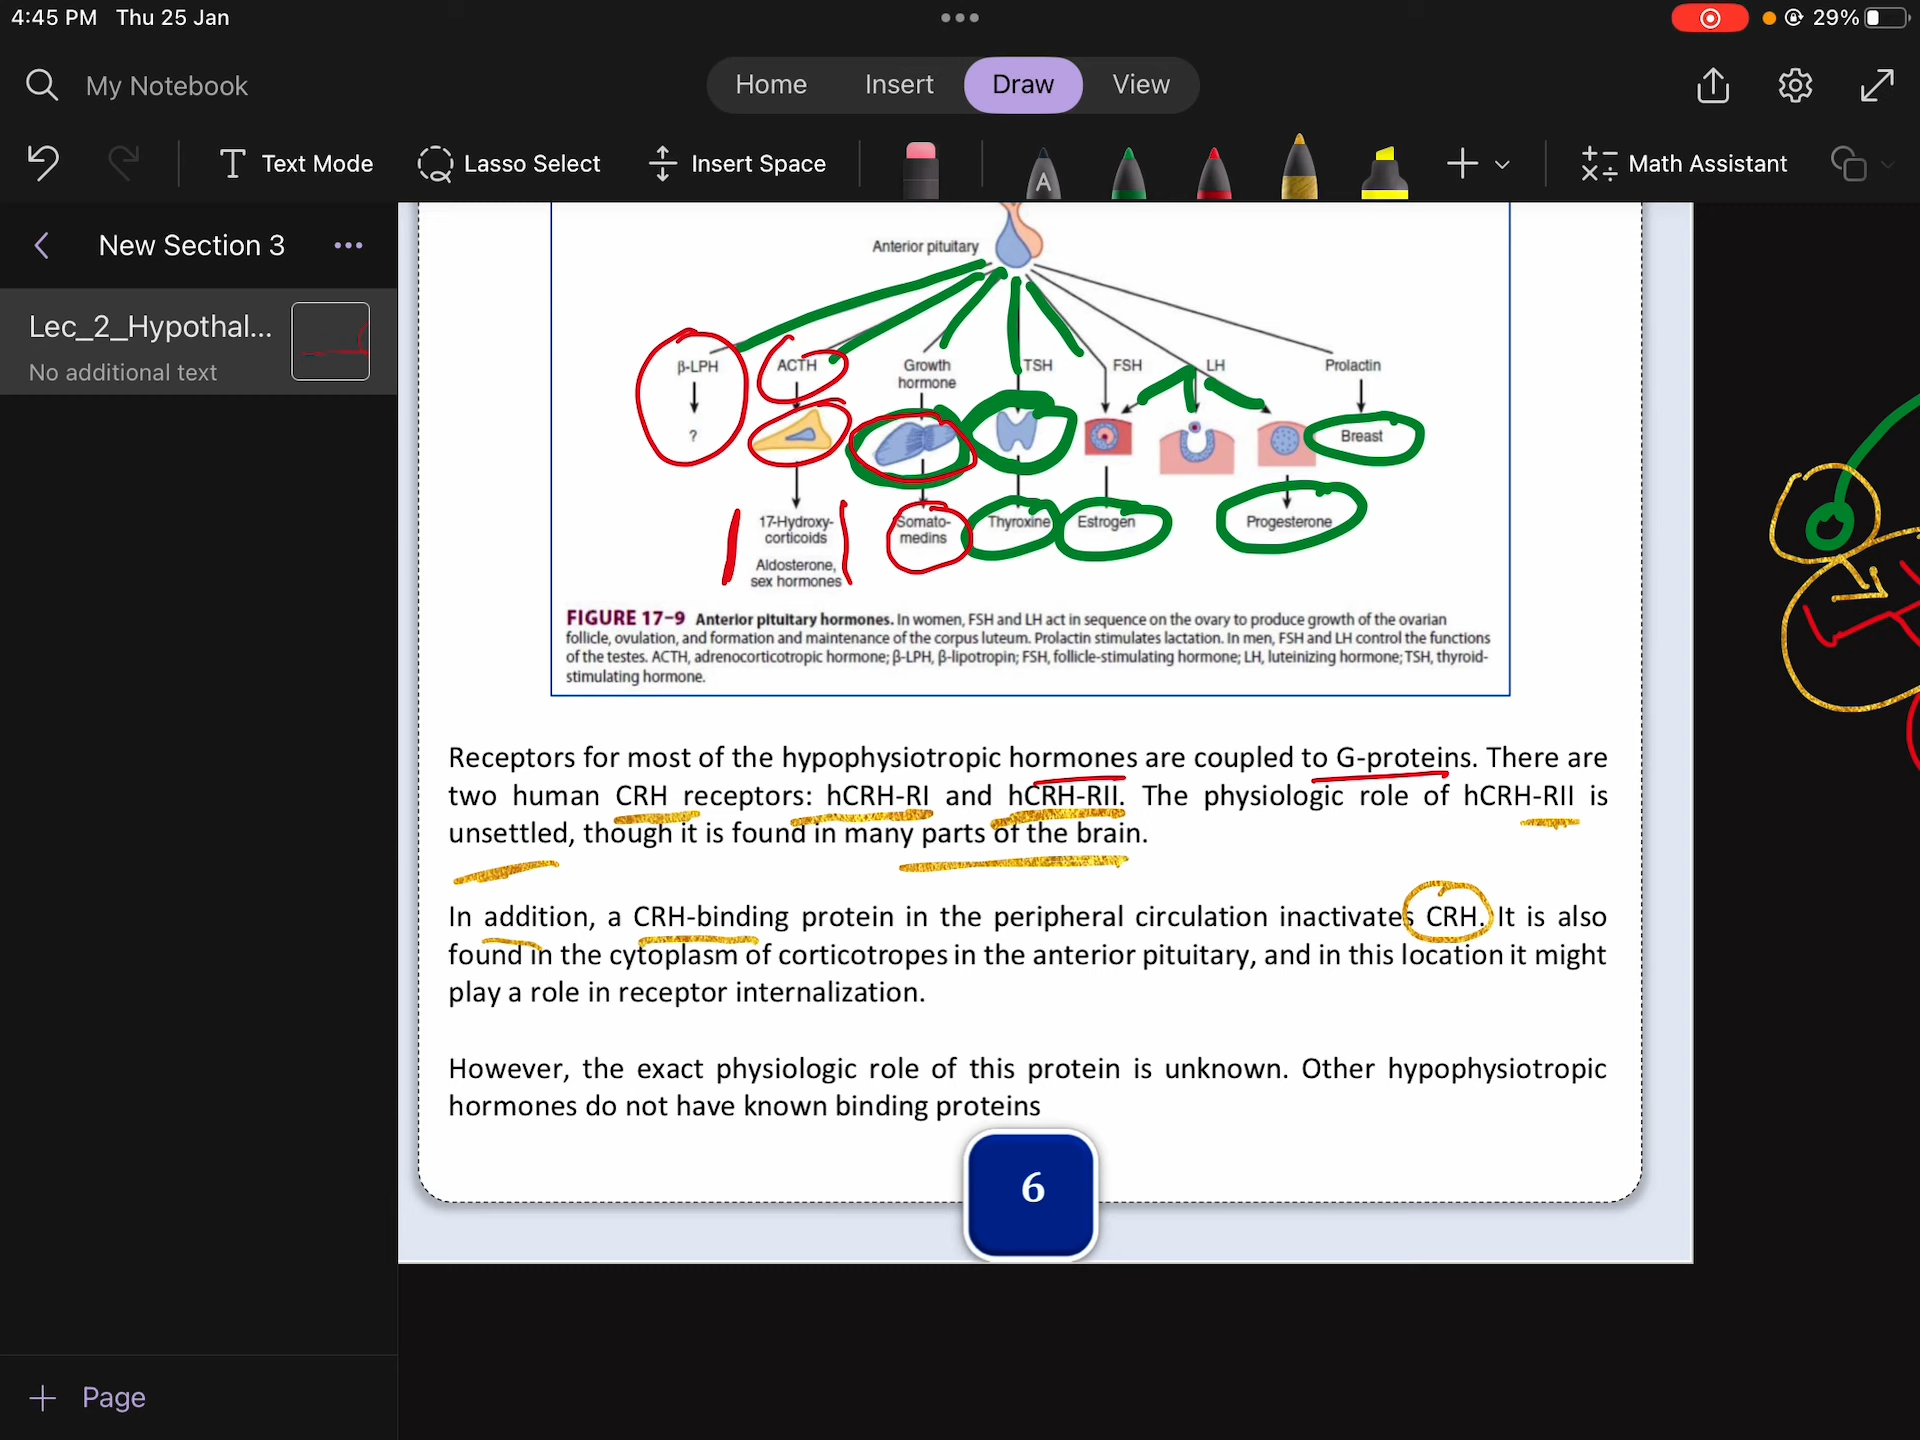 4:45 PM Thu 25 Jan
29%
My Notebook
Home Insert Draw View
Text Mode Lasso Select Insert Space A Math Assistant
New Section 3
Lec_2_Hypothal...
No additional text
Anterior pituitary
β-LPH ACTH Growth hormone TSH FSH LH Prolactin
?
Breast
17-Hydroxy-
corticoids
Aldosterone,
sex hormones
Somato-
medins
Thyroxine
Estrogen
Progesterone
FIGURE 17–9 Anterior pituitary hormones. In women, FSH and LH act in sequence on the ovary to produce growth of the ovarian
follicle, ovulation, and formation and maintenance of the corpus luteum. Prolactin stimulates lactation. In men, FSH and LH control the functions
of the testes. ACTH, adrenocorticotropic hormone; β-LPH, β-lipotropin; FSH, follicle-stimulating hormone; LH, luteinizing hormone; TSH, thyroid-
stimulating hormone.
Receptors for most of the hypophysiotropic hormones are coupled to G-proteins. There are
two human CRH receptors: hCRH-RI and hCRH-RII. The physiologic role of hCRH-RII is
unsettled, though it is found in many parts of the brain.
In addition, a CRH-binding protein in the peripheral circulation inactivates CRH. It is also
found in the cytoplasm of corticotropes in the anterior pituitary, and in this location it might
play a role in receptor internalization.
However, the exact physiologic role of this protein is unknown. Other hypophysiotropic
hormones do not have known binding proteins
6
Page